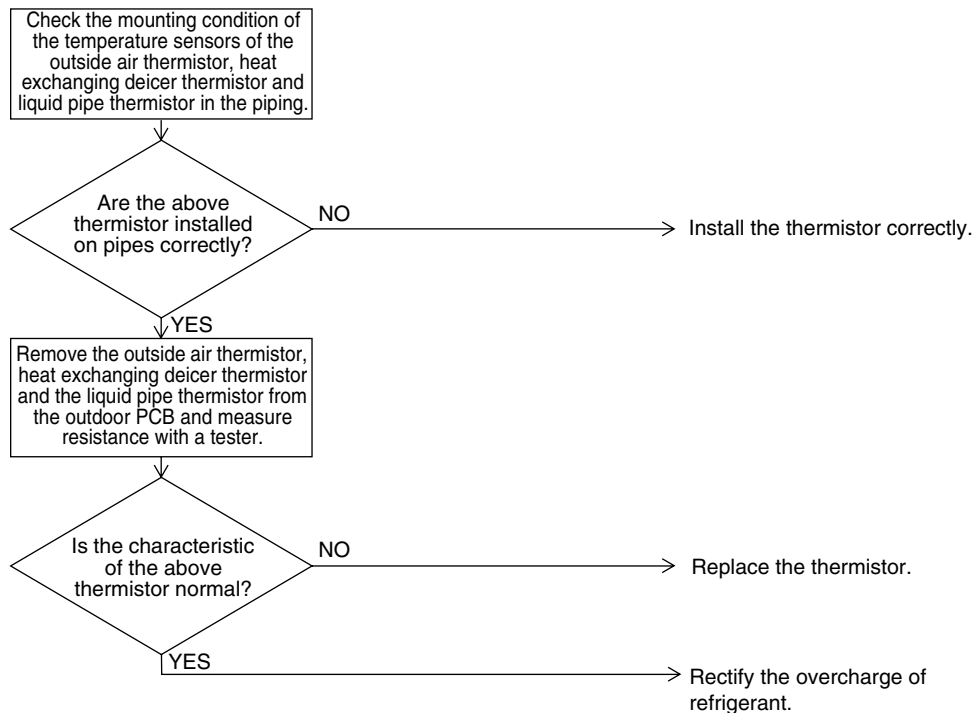 Check the mounting condition of
the temperature sensors of the
outside air thermistor, heat
exchanging deicer thermistor and
liquid pipe thermistor in the piping.
Are the above
thermistor installed
on pipes correctly?
NO
Install the thermistor correctly.
YES
Remove the outside air thermistor,
heat exchanging deicer thermistor
and the liquid pipe thermistor from
the outdoor PCB and measure
resistance with a tester.
Is the characteristic
of the above
thermistor normal?
NO
Replace the thermistor.
YES
Rectify the overcharge of
refrigerant.